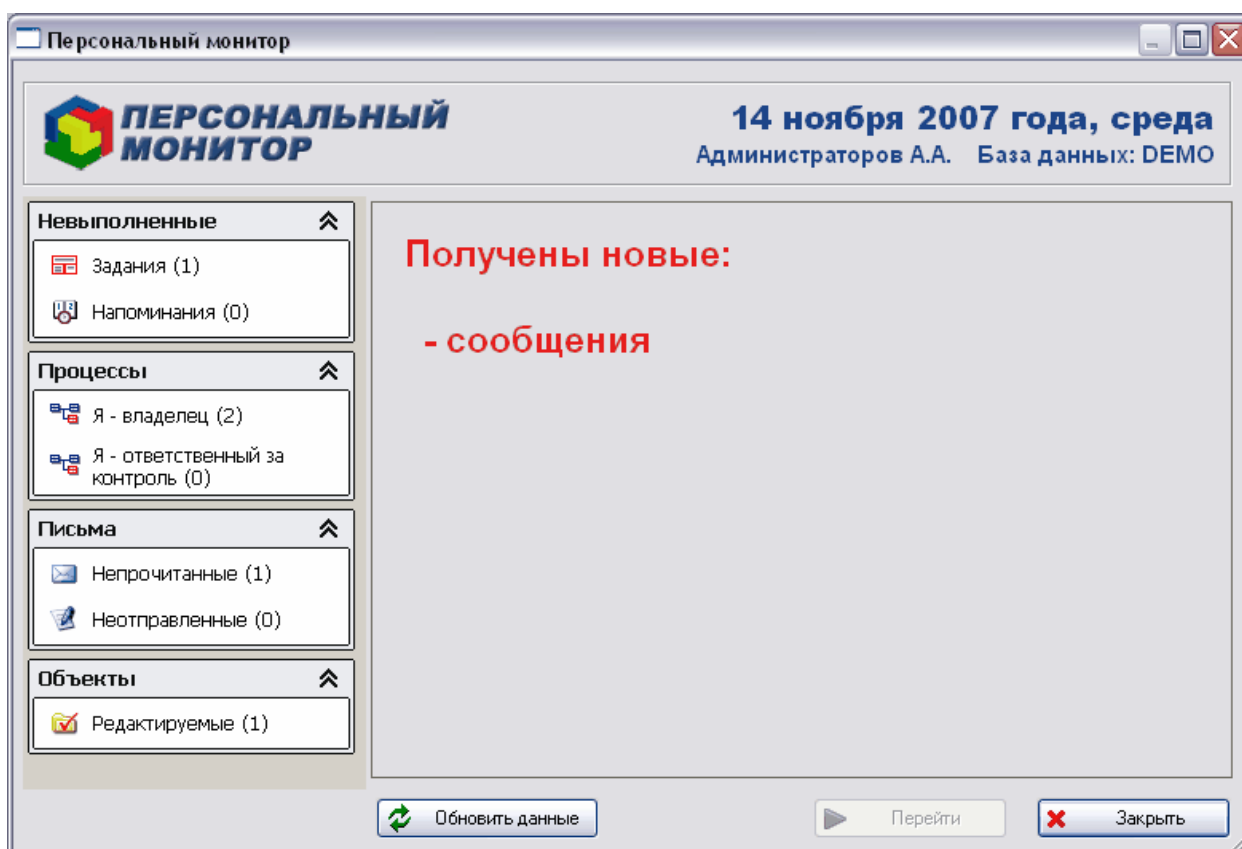 Персональный монитор
ПЕРСОНАЛЬНЫЙ
МОНИТОР
14 ноября 2007 года, среда
Администраторов А.А. База данных: DEMO
Невыполненные
Задания (1)
Напоминания (0)
Процессы
Я - владелец (2)
Я - ответственный за
контроль (0)
Письма
Непрочитанные (1)
Неотправленные (0)
Объекты
Редактируемые (1)
Получены новые:
- сообщения
Обновить данные
Перейти
Закрыть